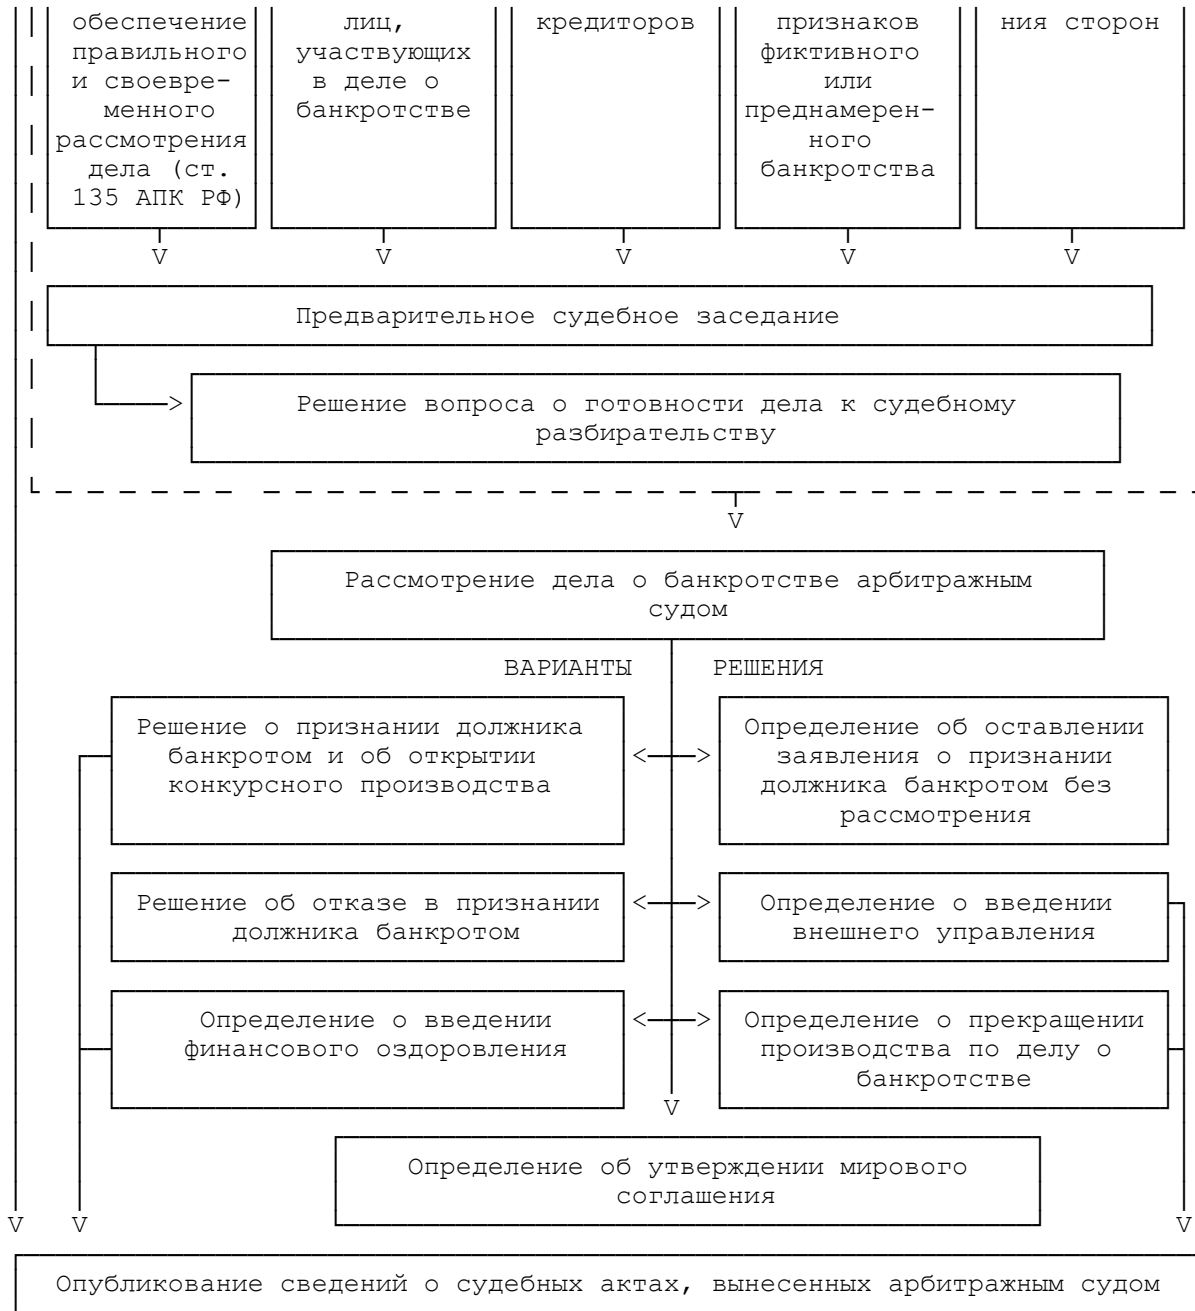 обеспечение
правильного
и своевре-
менного
рассмотрения
дела (ст.
135 АПК РФ)
лиц,
участвующих
в деле о
банкротстве
кредиторов
признаков
фиктивного
или
преднамерен-
ного
банкротства
ния сторон
Предварительное судебное заседание
Решение вопроса о готовности дела к судебному
разбирательству
Рассмотрение дела о банкротстве арбитражным
судом
ВАРИАНТЫ РЕШЕНИЯ
Решение о признании должника
банкротом и об открытии
конкурсного производства
Определение об оставлении
заявления о признании
должника банкротом без
рассмотрения
Решение об отказе в признании
должника банкротом
Определение о введении
внешнего управления
Определение о введении
финансового оздоровления
Определение о прекращении
производства по делу о
банкротстве
Определение об утверждении мирового
соглашения
Опубликование сведений о судебных актах, вынесенных арбитражным судом